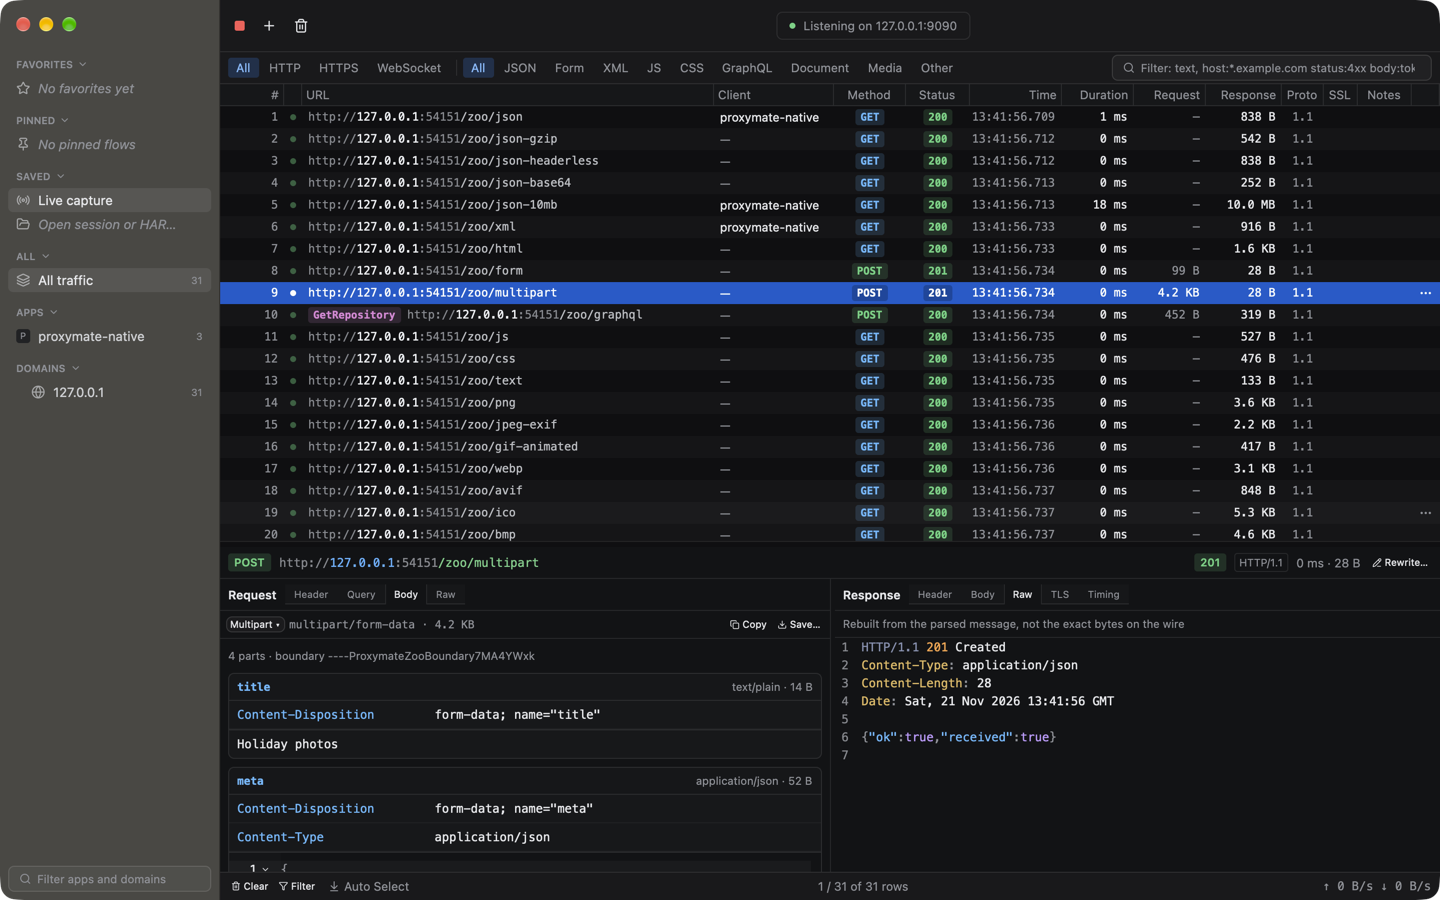 Listening on 127.0.0.1:9090
FAVORITES
No favorites yet
PINNED
No pinned flows
SAVED
Live capture
Open session or HAR...
ALL
All traffic 31
APPS
P proxymate-native 3
DOMAINS
127.0.0.1 31
Filter apps and domains
All HTTP HTTPS WebSocket All JSON Form XML JS CSS GraphQL Document Media Other
Filter: text, host:*.example.com status:4xx body:tok
# URL Client Method Status Time Duration Request Response Proto SSL Notes
1 http://127.0.0.1:54151/zoo/json proxymate-native GET 200 13:41:56.709 1 ms — 838 B 1.1
2 http://127.0.0.1:54151/zoo/json-gzip — GET 200 13:41:56.712 0 ms — 542 B 1.1
3 http://127.0.0.1:54151/zoo/json-headerless — GET 200 13:41:56.712 0 ms — 838 B 1.1
4 http://127.0.0.1:54151/zoo/json-base64 — GET 200 13:41:56.713 0 ms — 252 B 1.1
5 http://127.0.0.1:54151/zoo/json-10mb proxymate-native GET 200 13:41:56.713 18 ms — 10.0 MB 1.1
6 http://127.0.0.1:54151/zoo/xml proxymate-native GET 200 13:41:56.733 0 ms — 916 B 1.1
7 http://127.0.0.1:54151/zoo/html — GET 200 13:41:56.733 0 ms — 1.6 KB 1.1
8 http://127.0.0.1:54151/zoo/form — POST 201 13:41:56.734 0 ms 99 B 28 B 1.1
9 http://127.0.0.1:54151/zoo/multipart — POST 201 13:41:56.734 0 ms 4.2 KB 28 B 1.1 ...
10 GetRepository http://127.0.0.1:54151/zoo/graphql — POST 200 13:41:56.734 0 ms 452 B 319 B 1.1
11 http://127.0.0.1:54151/zoo/js — GET 200 13:41:56.735 0 ms — 527 B 1.1
12 http://127.0.0.1:54151/zoo/css — GET 200 13:41:56.735 0 ms — 476 B 1.1
13 http://127.0.0.1:54151/zoo/text — GET 200 13:41:56.735 0 ms — 133 B 1.1
14 http://127.0.0.1:54151/zoo/png — GET 200 13:41:56.735 0 ms — 3.6 KB 1.1
15 http://127.0.0.1:54151/zoo/jpeg-exif — GET 200 13:41:56.736 0 ms — 2.2 KB 1.1
16 http://127.0.0.1:54151/zoo/gif-animated — GET 200 13:41:56.736 0 ms — 417 B 1.1
17 http://127.0.0.1:54151/zoo/webp — GET 200 13:41:56.736 0 ms — 3.1 KB 1.1
18 http://127.0.0.1:54151/zoo/avif — GET 200 13:41:56.737 0 ms — 848 B 1.1
19 http://127.0.0.1:54151/zoo/ico — GET 200 13:41:56.737 0 ms — 5.3 KB 1.1 ...
20 http://127.0.0.1:54151/zoo/bmp — GET 200 13:41:56.737 0 ms — 4.6 KB 1.1
POST http://127.0.0.1:54151/zoo/multipart 201 HTTP/1.1 0 ms · 28 B Rewrite...
Request Header Query Body Raw
Multipart multipart/form-data · 4.2 KB Copy Save...
4 parts · boundary ----ProxymateZooBoundary7MA4YWxk
title text/plain · 14 B
Content-Disposition form-data; name="title"
Holiday photos
meta application/json · 52 B
Content-Disposition form-data; name="meta"
Content-Type application/json
1 {
Response Header Body Raw TLS Timing
Rebuilt from the parsed message, not the exact bytes on the wire
1 HTTP/1.1 201 Created
2 Content-Type: application/json
3 Content-Length: 28
4 Date: Sat, 21 Nov 2026 13:41:56 GMT
5
6 {"ok":true,"received":true}
7
Clear Filter Auto Select 1 / 31 of 31 rows ↑ 0 B/s ↓ 0 B/s